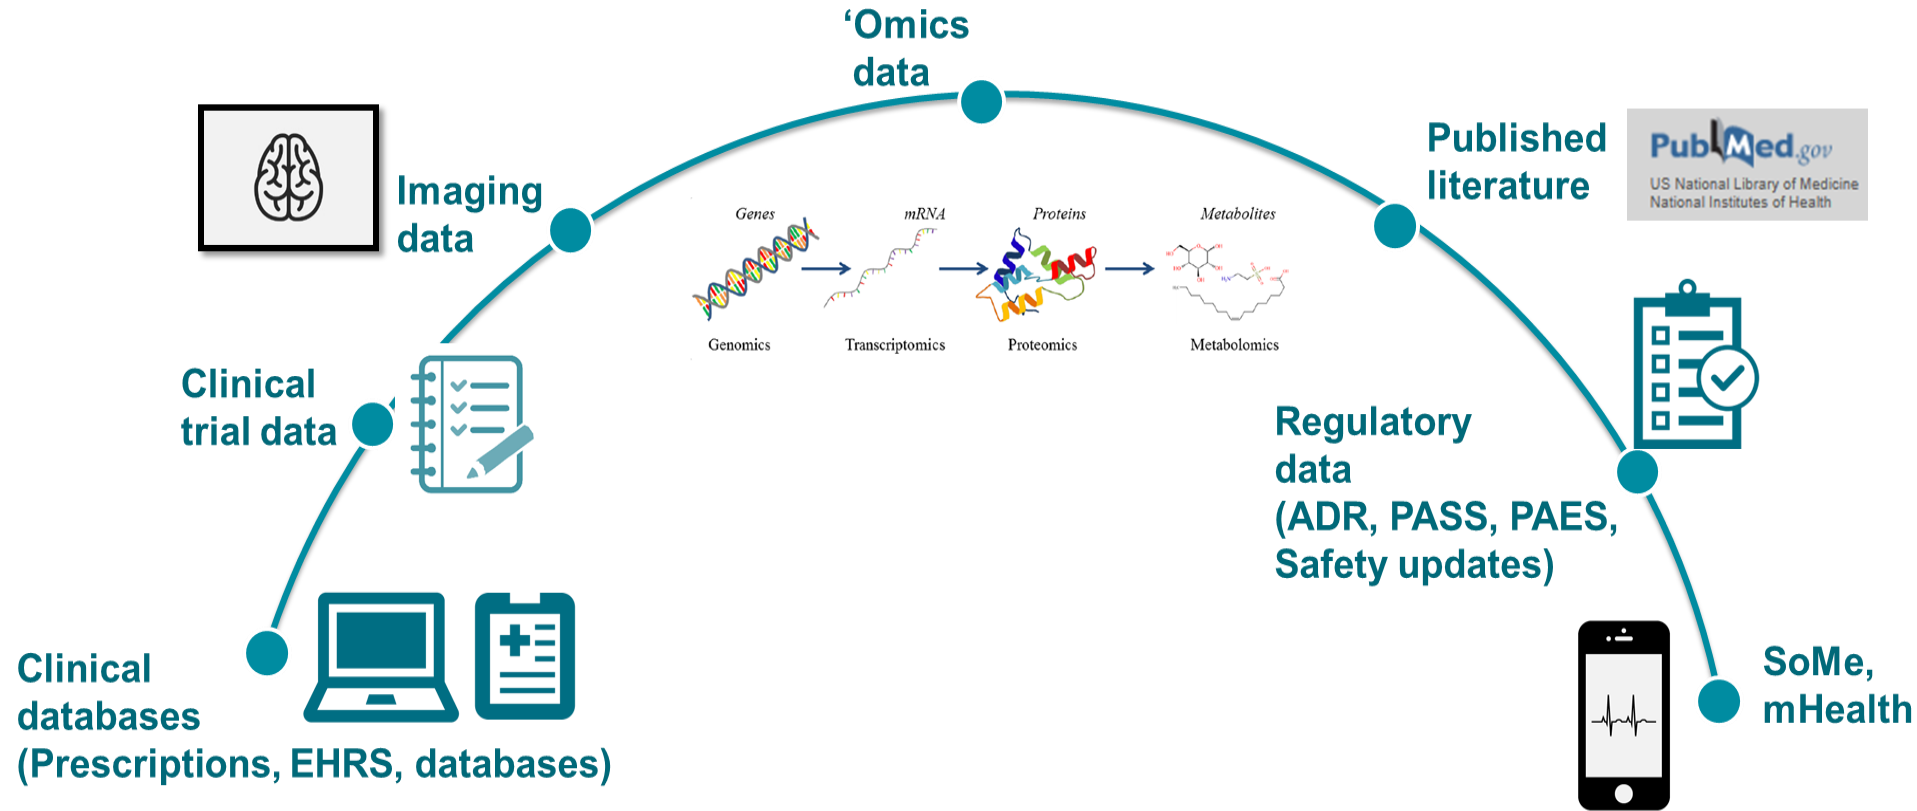 ‘Omics
data
Imaging
data
Published
literature
PubMed.gov
US National Library of Medicine
National Institutes of Health
Genes
mRNA
Proteins
Metabolites
Genomics
Transcriptomics
Proteomics
Metabolomics
Clinical
trial data
Regulatory
data
(ADR, PASS, PAES,
Safety updates)
Clinical
databases
(Prescriptions, EHRS, databases)
SoMe,
mHealth